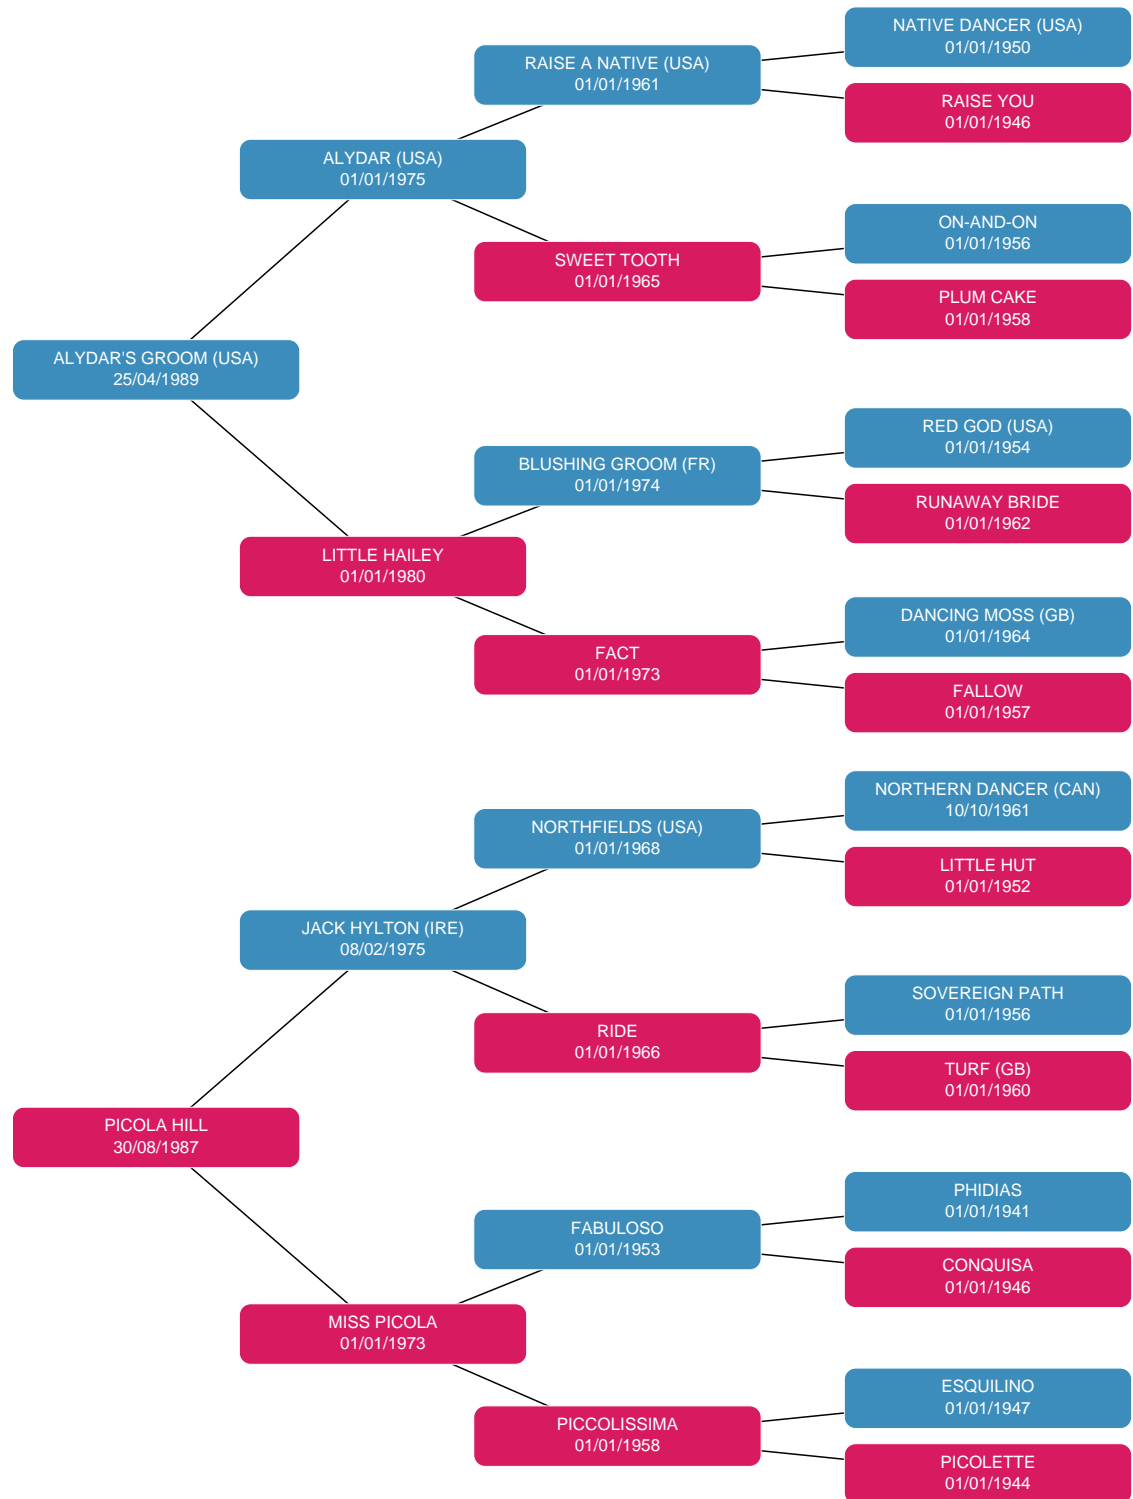 NATIVE DANCER (USA)
01/01/1950
RAISE A NATIVE (USA)
01/01/1961
RAISE YOU
01/01/1946
ALYDAR (USA)
01/01/1975
ON-AND-ON
01/01/1956
SWEET TOOTH
01/01/1965
PLUM CAKE
01/01/1958
ALYDAR'S GROOM (USA)
25/04/1989
RED GOD (USA)
01/01/1954
BLUSHING GROOM (FR)
01/01/1974
RUNAWAY BRIDE
01/01/1962
LITTLE HAILEY
01/01/1980
DANCING MOSS (GB)
01/01/1964
FACT
01/01/1973
FALLOW
01/01/1957
NORTHERN DANCER (CAN)
10/10/1961
NORTHFIELDS (USA)
01/01/1968
LITTLE HUT
01/01/1952
JACK HYLTON (IRE)
08/02/1975
SOVEREIGN PATH
01/01/1956
RIDE
01/01/1966
TURF (GB)
01/01/1960
PICOLA HILL
30/08/1987
PHIDIAS
01/01/1941
FABULOSO
01/01/1953
CONQUISA
01/01/1946
MISS PICOLA
01/01/1973
ESQUILINO
01/01/1947
PICCOLISSIMA
01/01/1958
PICOLETTE
01/01/1944